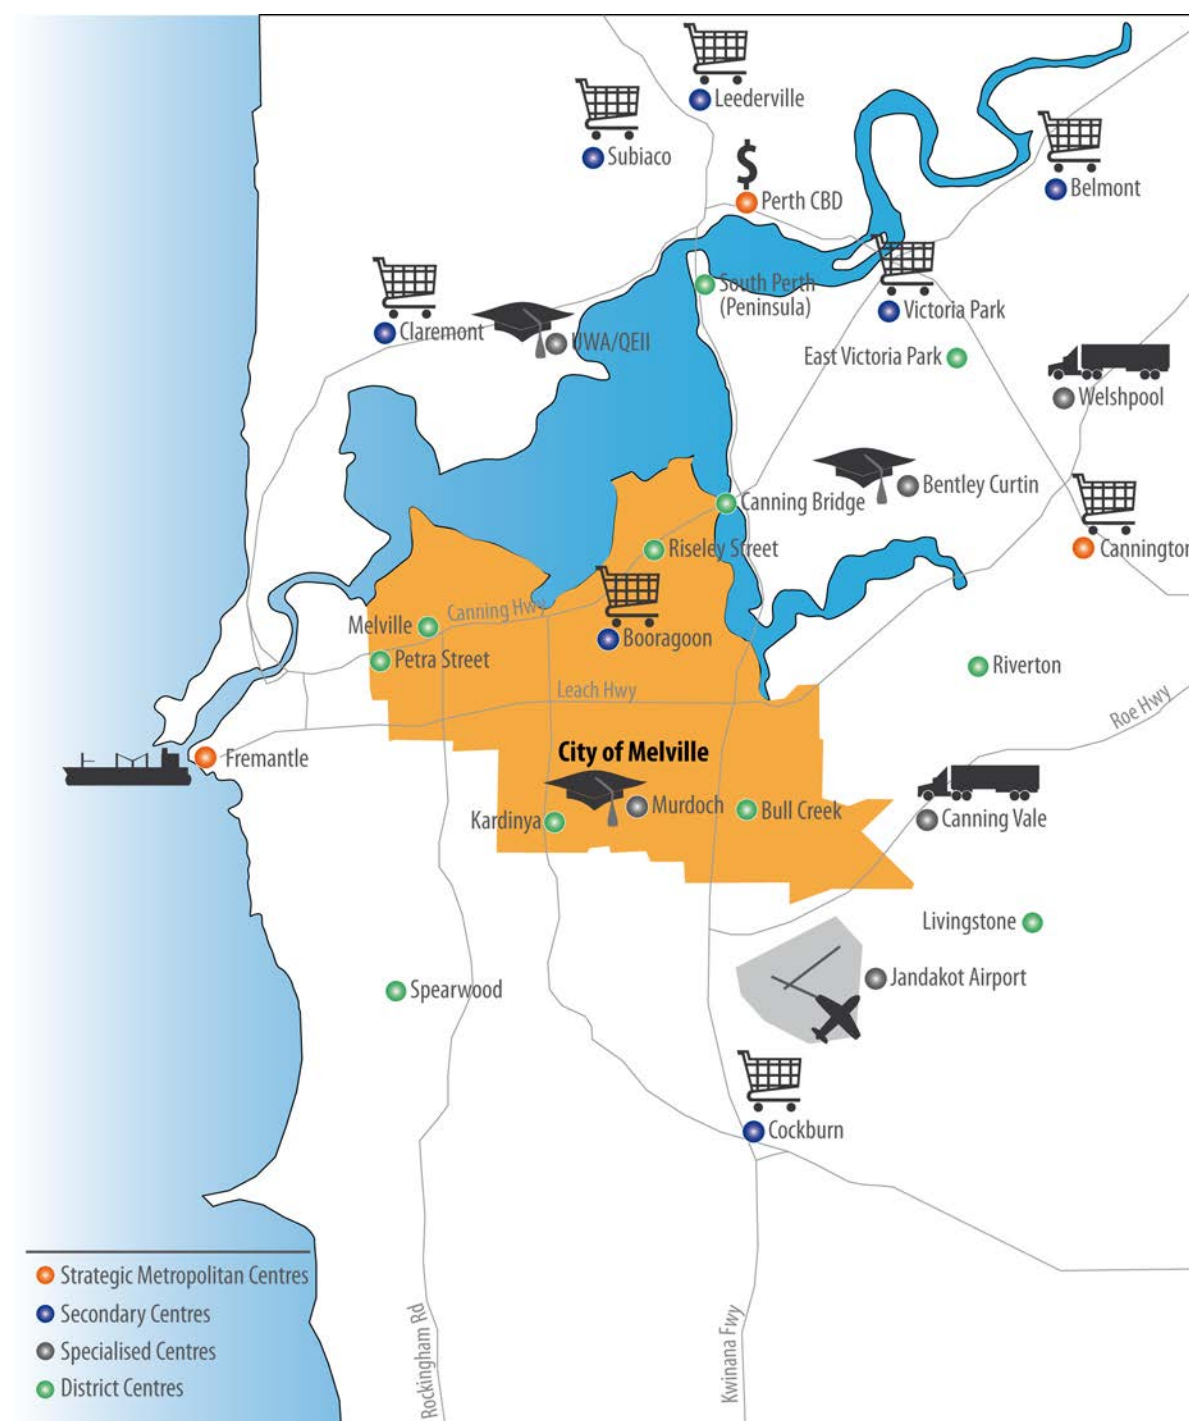 Leederville
Subiaco
Belmont
$
Perth CBD
South Perth
(Peninsula)
Victoria Park
Claremont
UWA/QEII
East Victoria Park
Welshpool
Bentley Curtin
Canning Bridge
Riseley Street
Cannington
Canning Hwy
Melville
Booragoon
Petra Street
Riverton
Leach Hwy
Roe Hwy
City of Melville
Fremantle
Murdoch
Bull Creek
Kardinya
Canning Vale
Livingstone
Jandakot Airport
Spearwood
Cockburn
Strategic Metropolitan Centres
Secondary Centres
Specialised Centres
District Centres
Rockingham Rd
Kwinana Fwy